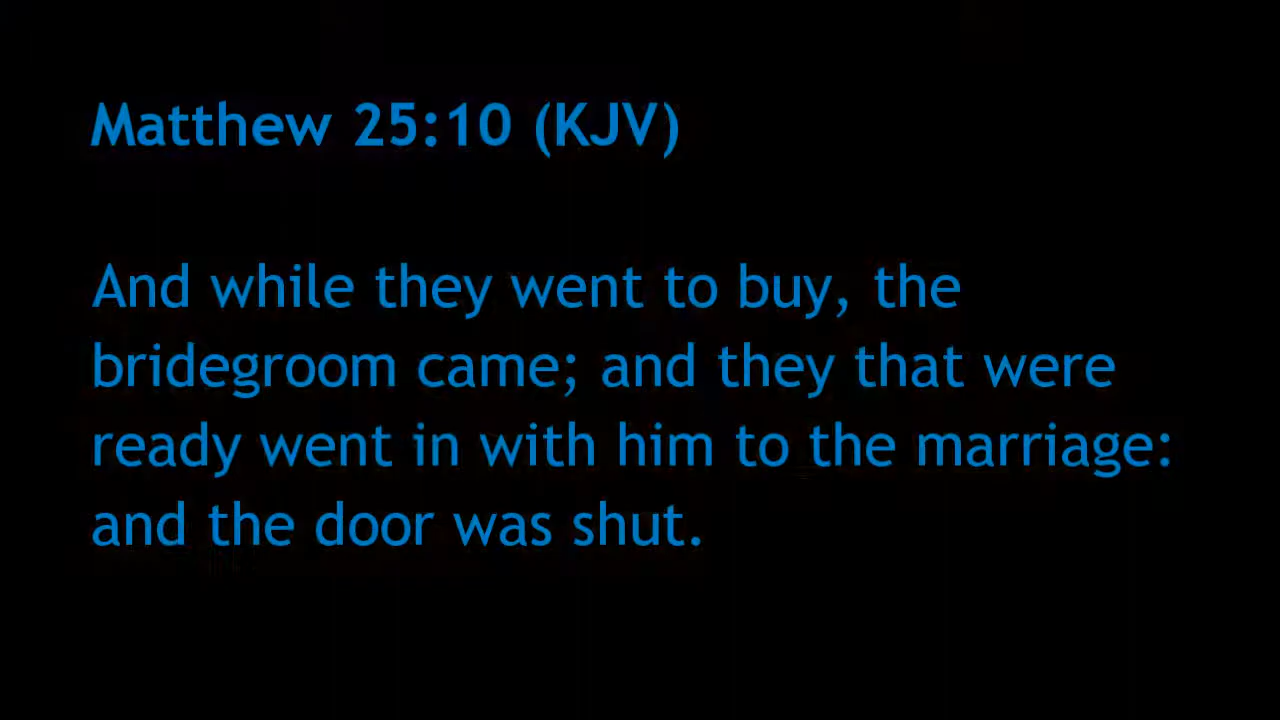 Matthew 25:10 (KJV)
And while they went to buy, the
bridegroom came; and they that were
ready went in with him to the marriage:
and the door was shut.